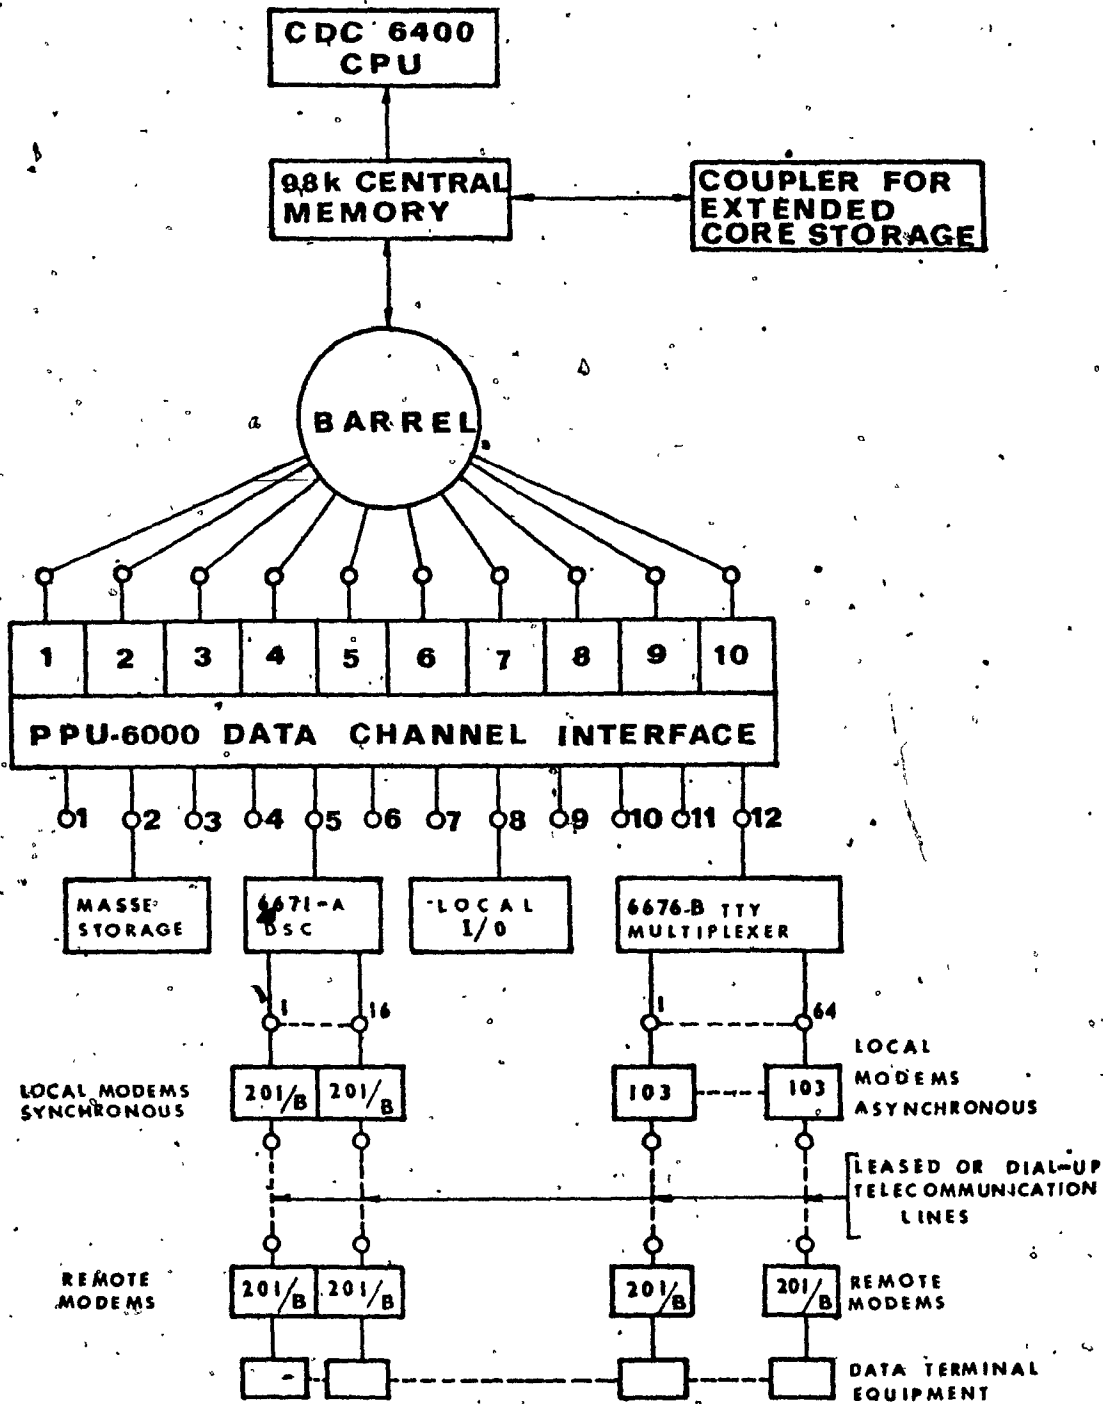 CDC 6400
CPU
98k CENTRAL
MEMORY
COUPLER FOR
EXTENDED
CORE STORAGE
BARREL
1 2 3 4 5 6 7 8 9 10
PPU-6000 DATA CHANNEL INTERFACE
1 2 3 4 5 6 7 8 9 10 11 12
MASSE
STORAGE
6671-A
DSC
LOCAL
I/O
6676-B TTY
MULTIPLEXER
1 16
1 64
LOCAL MODEMS
SYNCHRONOUS
201/B 201/B
103 103
LOCAL
MODEMS
ASYNCHRONOUS
LEASED OR DIAL-UP
TELECOMMUNICATION
LINES
REMOTE
MODEMS
201/B 201/B
201/B 201/B
REMOTE
MODEMS
DATA TERMINAL
EQUIPMENT